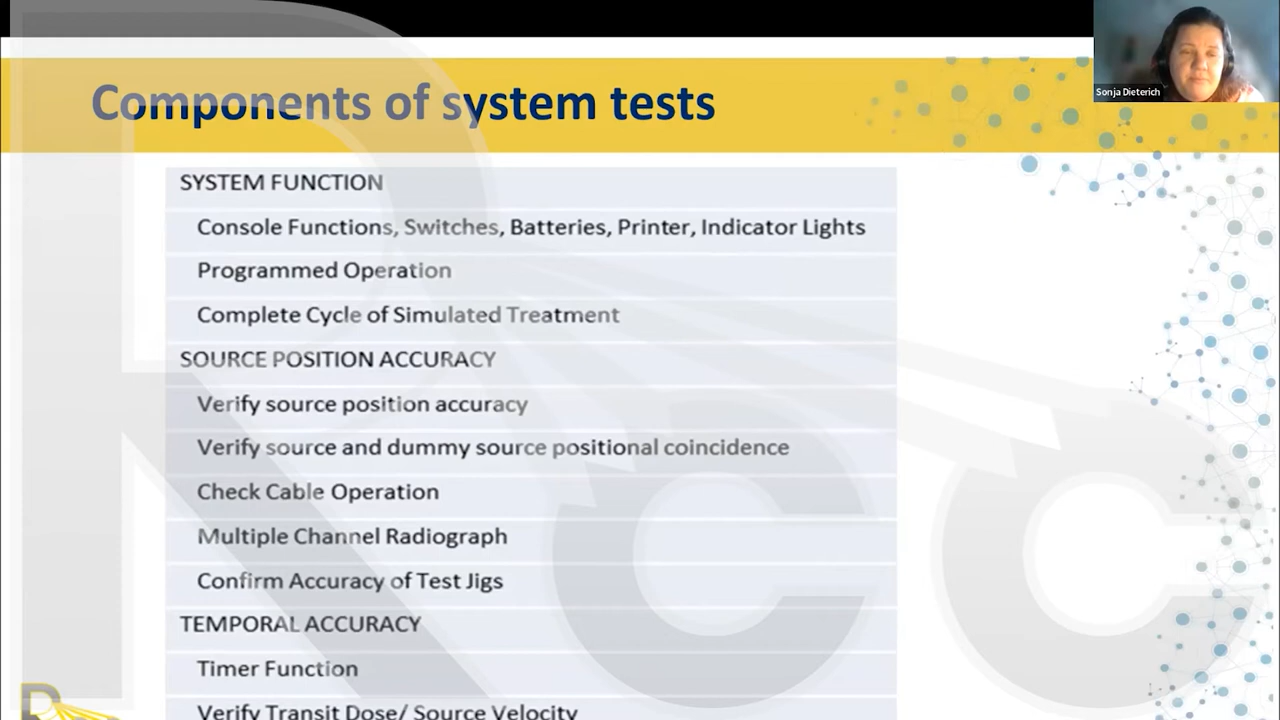 Sonja Dieterich
Components of system tests
SYSTEM FUNCTION
Console Functions, Switches, Batteries, Printer, Indicator Lights
Programmed Operation
Complete Cycle of Simulated Treatment
SOURCE POSITION ACCURACY
Verify source position accuracy
Verify source and dummy source positional coincidence
Check Cable Operation
Multiple Channel Radiograph
Confirm Accuracy of Test Jigs
TEMPORAL ACCURACY
Timer Function
Verify Transit Dose/ Source Velocity
RCC
R